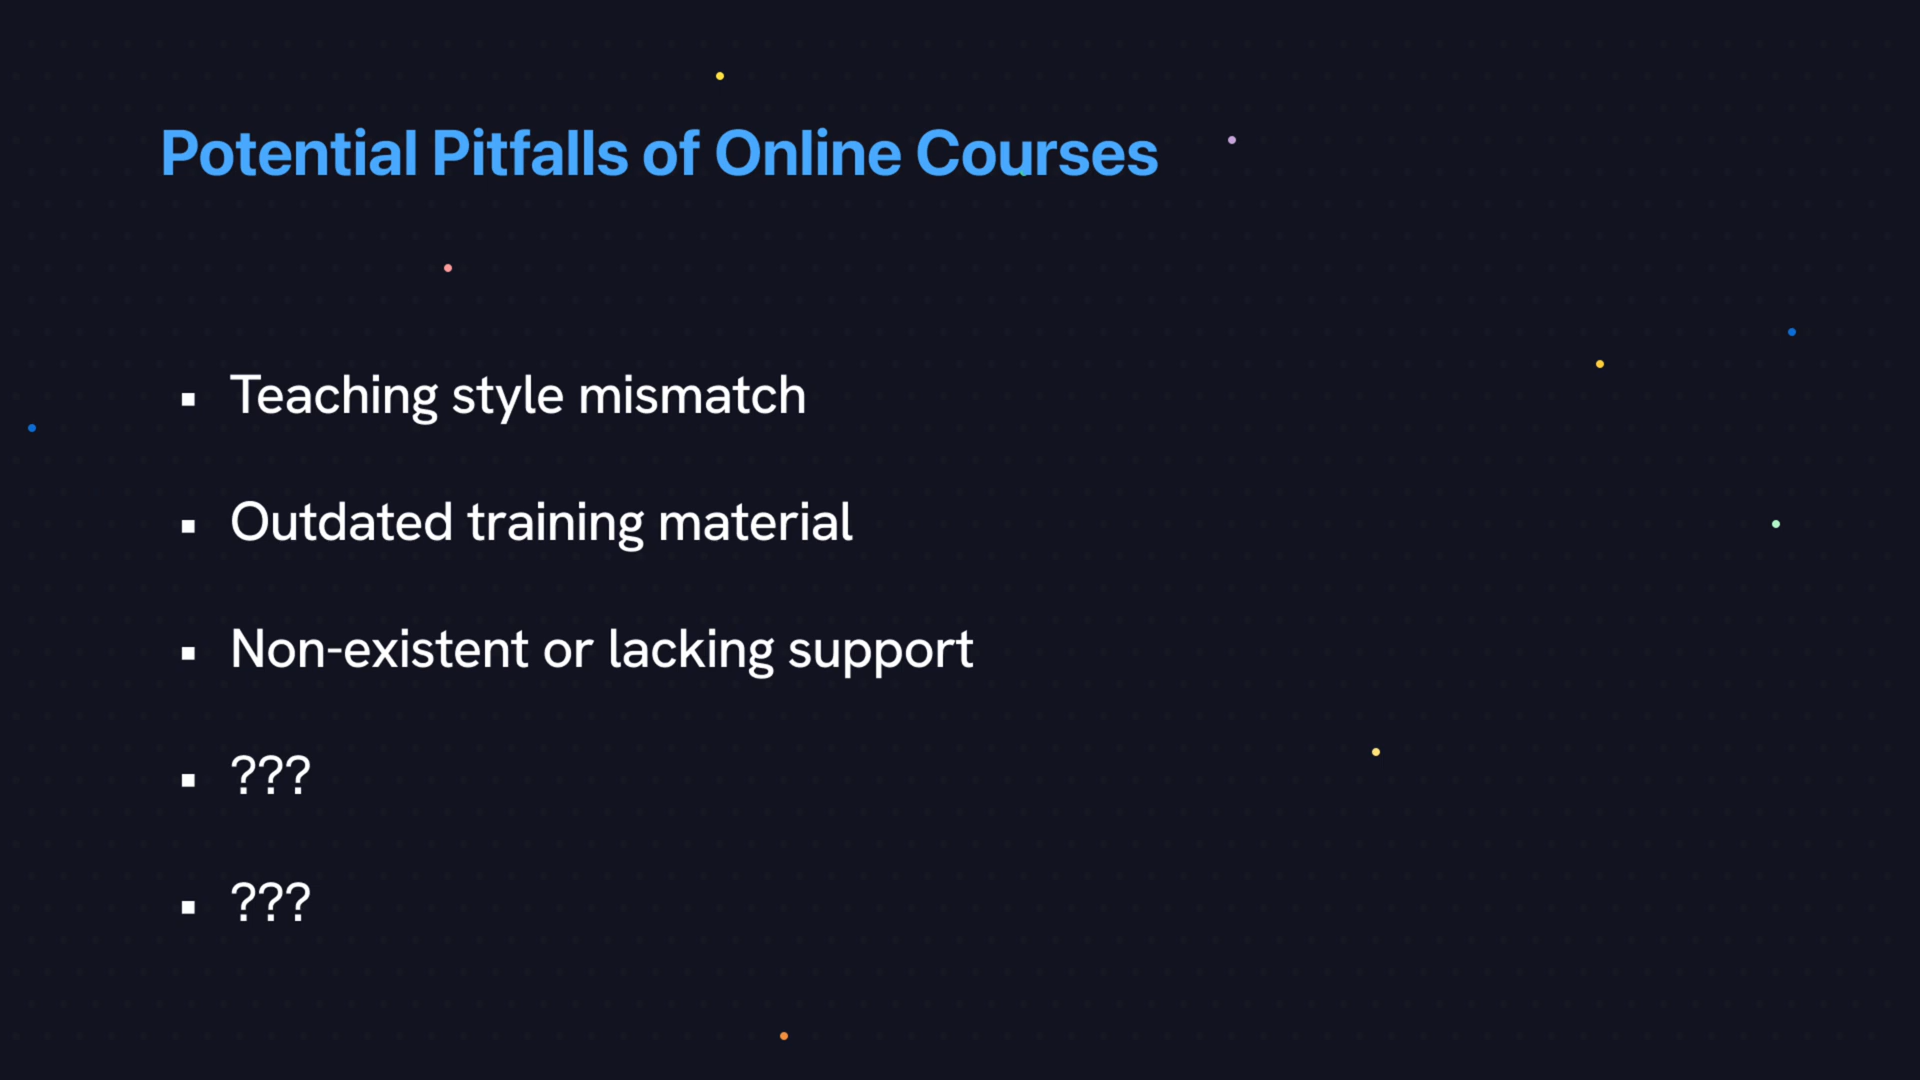 Potential Pitfalls of Online Courses
▪ Teaching style mismatch
▪ Outdated training material
▪ Non-existent or lacking support
▪ ???
▪ ???